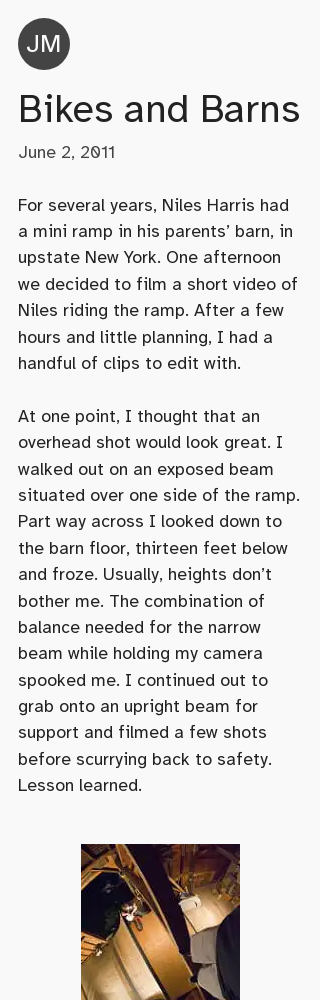 JM
Bikes and Barns
June 2, 2011
For several years, Niles Harris had
a mini ramp in his parents’ barn, in
upstate New York. One afternoon
we decided to film a short video of
Niles riding the ramp. After a few
hours and little planning, I had a
handful of clips to edit with.
At one point, I thought that an
overhead shot would look great. I
walked out on an exposed beam
situated over one side of the ramp.
Part way across I looked down to
the barn floor, thirteen feet below
and froze. Usually, heights don’t
bother me. The combination of
balance needed for the narrow
beam while holding my camera
spooked me. I continued out to
grab onto an upright beam for
support and filmed a few shots
before scurrying back to safety.
Lesson learned.